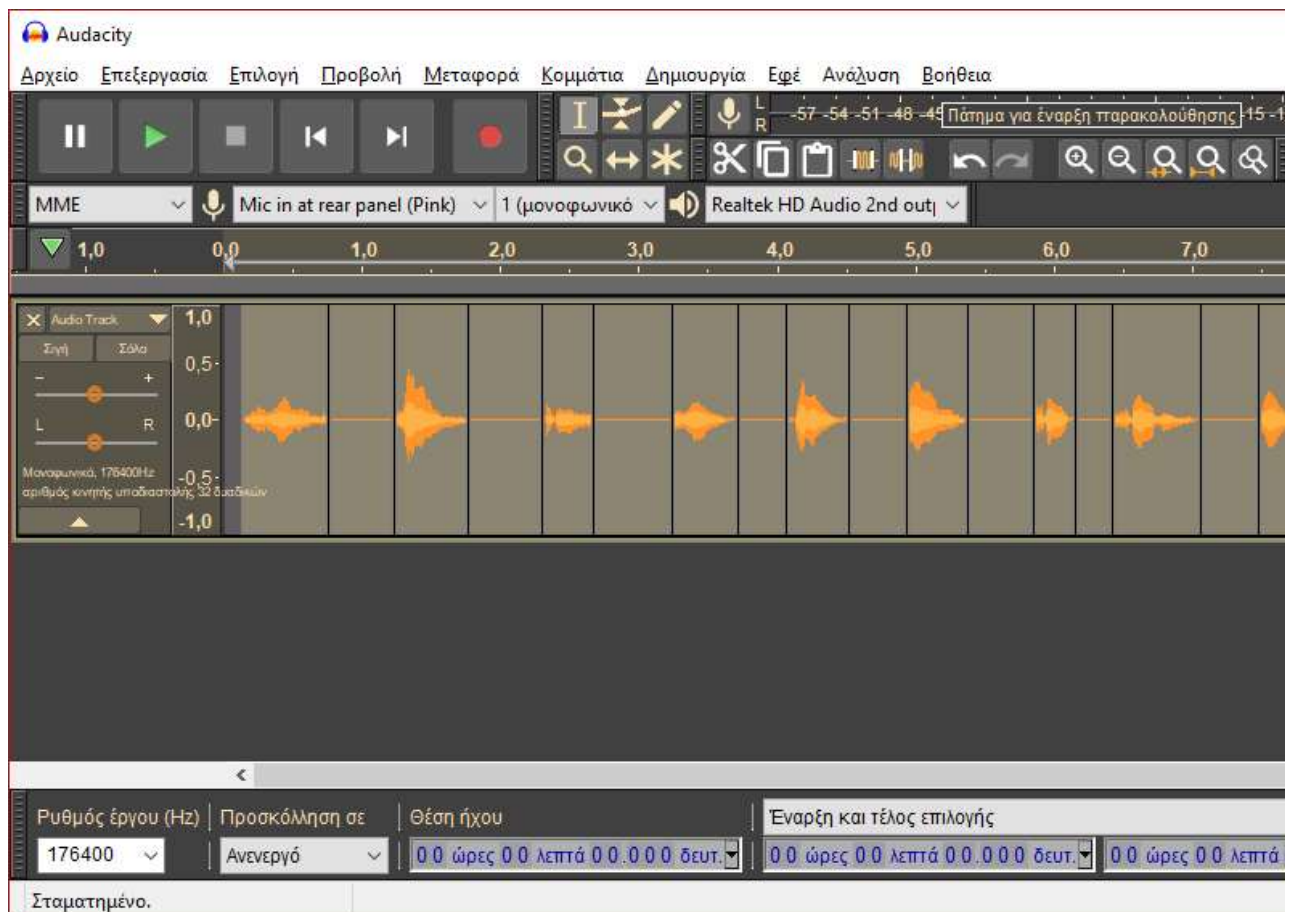 Audacity
Αρχείο Επεξεργασία Επιλογή Προβολή Μεταφορά Κομμάτια Δημιουργία Εφέ Ανάλυση Βοήθεια
L
R
-57 -54 -51 -48 -45 Πάτημα για έναρξη παρακολούθησης -15 -1
MME Mic in at rear panel (Pink) 1 (μονοφωνικό Realtek HD Audio 2nd out
1,0 0,0 1,0 2,0 3,0 4,0 5,0 6,0 7,0
X Audio Track 1,0
Σιγή Σόλο 0,5
- +
L R 0,0
Μονοφωνικό, 176400Hz -0,5
αριθμός κινητής υποδιαστολής 32 δυαδικών
-1,0
Ρυθμός έργου (Hz) Προσκόλληση σε Θέση ήχου Έναρξη και τέλος επιλογής
176400 Ανενεργό 0 0 ώρες 0 0 λεπτά 0 0 . 0 0 0 δευτ. 0 0 ώρες 0 0 λεπτά 0 0 . 0 0 0 δευτ. 0 0 ώρες 0 0 λεπτά
Σταματημένο.